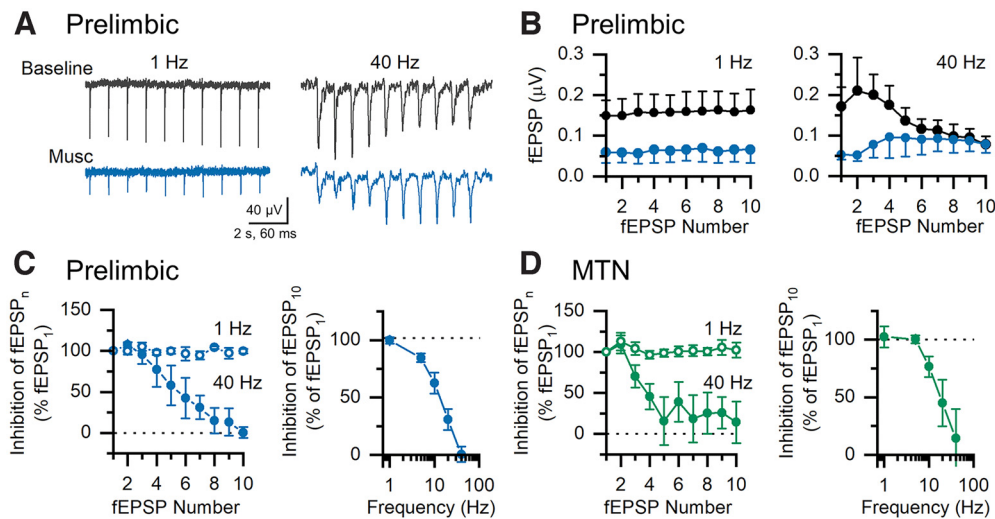 A Prelimbic
1 Hz
40 Hz
Baseline
Musc
40 µV
2 s, 60 ms
B Prelimbic
1 Hz
fEPSP (µV)
0.3
0.2
0.1
0.0
2 4 6 8 10
fEPSP Number
40 Hz
0.3
0.2
0.1
0.0
2 4 6 8 10
fEPSP Number
C Prelimbic
Inhibition of fEPSPn
(% fEPSP1)
150
100
50
0
1 Hz
40 Hz
2 4 6 8 10
fEPSP Number
Inhibition of fEPSP10
(% of fEPSP1)
100
50
0
1 10 100
Frequency (Hz)
D MTN
Inhibition of fEPSPn
(% of fEPSP1)
150
100
50
0
1 Hz
40 Hz
2 4 6 8 10
fEPSP Number
Inhibition of fEPSP10
(% of fEPSP1)
100
50
0
1 10 100
Frequency (Hz)